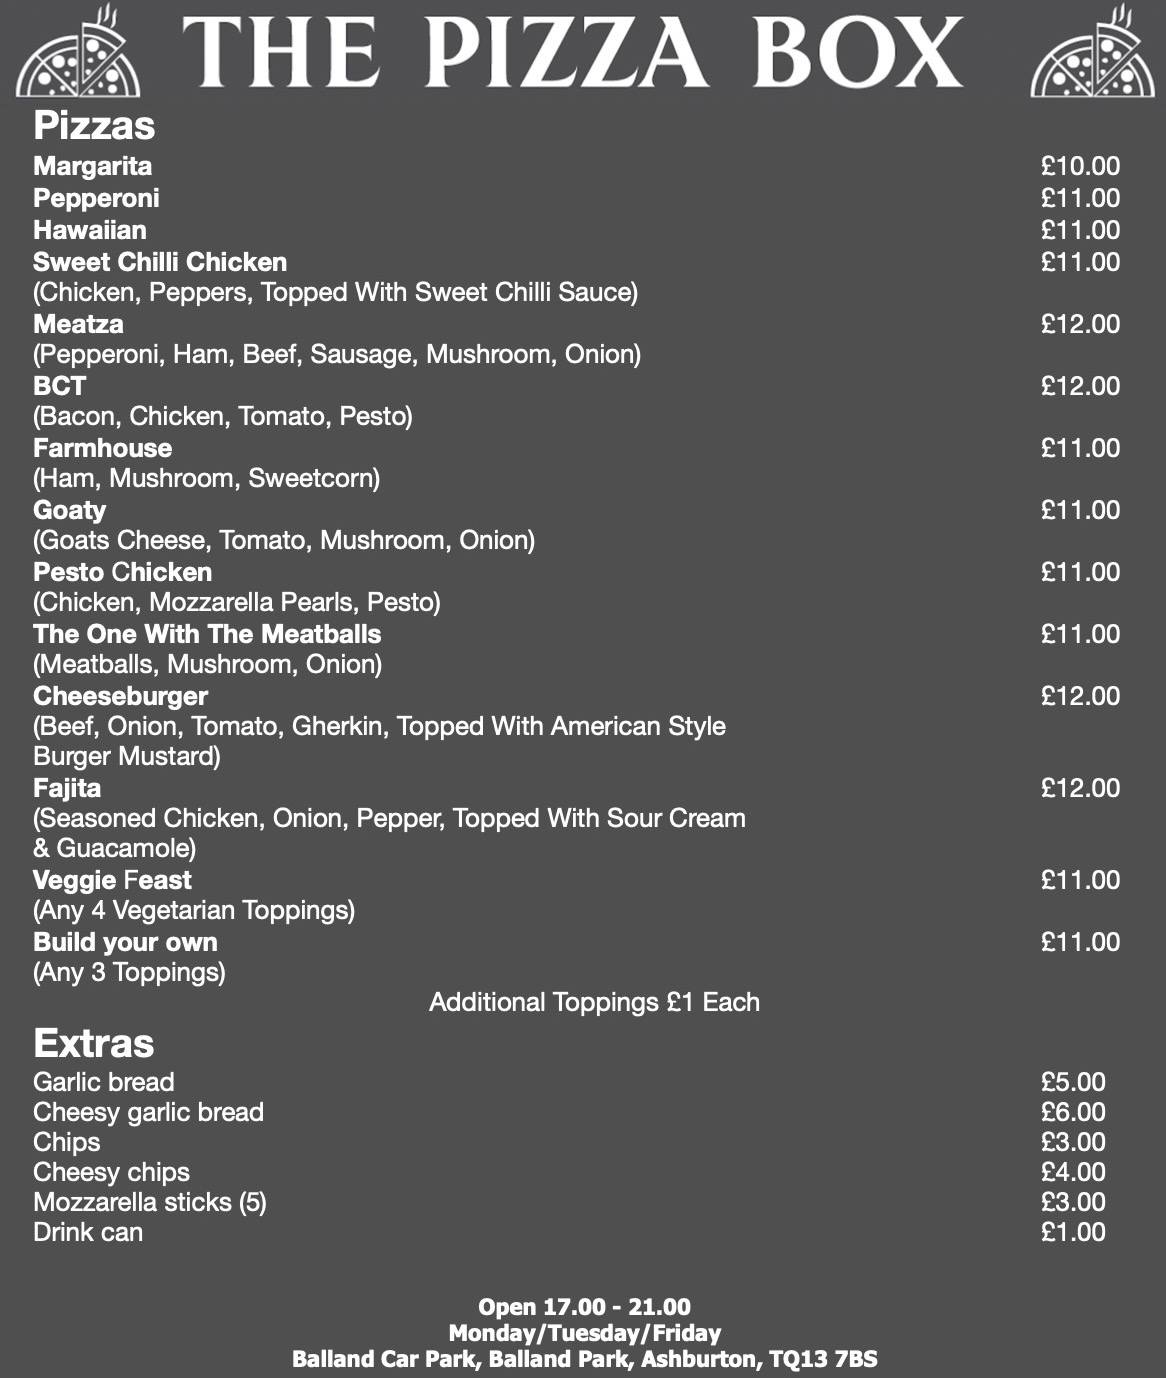 THE PIZZA BOX
Pizzas
Margarita £10.00
Pepperoni £11.00
Hawaiian £11.00
Sweet Chilli Chicken £11.00
(Chicken, Peppers, Topped With Sweet Chilli Sauce)
Meatza £12.00
(Pepperoni, Ham, Beef, Sausage, Mushroom, Onion)
BCT £12.00
(Bacon, Chicken, Tomato, Pesto)
Farmhouse £11.00
(Ham, Mushroom, Sweetcorn)
Goaty £11.00
(Goats Cheese, Tomato, Mushroom, Onion)
Pesto Chicken £11.00
(Chicken, Mozzarella Pearls, Pesto)
The One With The Meatballs £11.00
(Meatballs, Mushroom, Onion)
Cheeseburger £12.00
(Beef, Onion, Tomato, Gherkin, Topped With American Style
Burger Mustard)
Fajita £12.00
(Seasoned Chicken, Onion, Pepper, Topped With Sour Cream
& Guacamole)
Veggie Feast £11.00
(Any 4 Vegetarian Toppings)
Build your own £11.00
(Any 3 Toppings)
Additional Toppings £1 Each
Extras
Garlic bread £5.00
Cheesy garlic bread £6.00
Chips £3.00
Cheesy chips £4.00
Mozzarella sticks (5) £3.00
Drink can £1.00
Open 17.00 - 21.00
Monday/Tuesday/Friday
Balland Car Park, Balland Park, Ashburton, TQ13 7BS